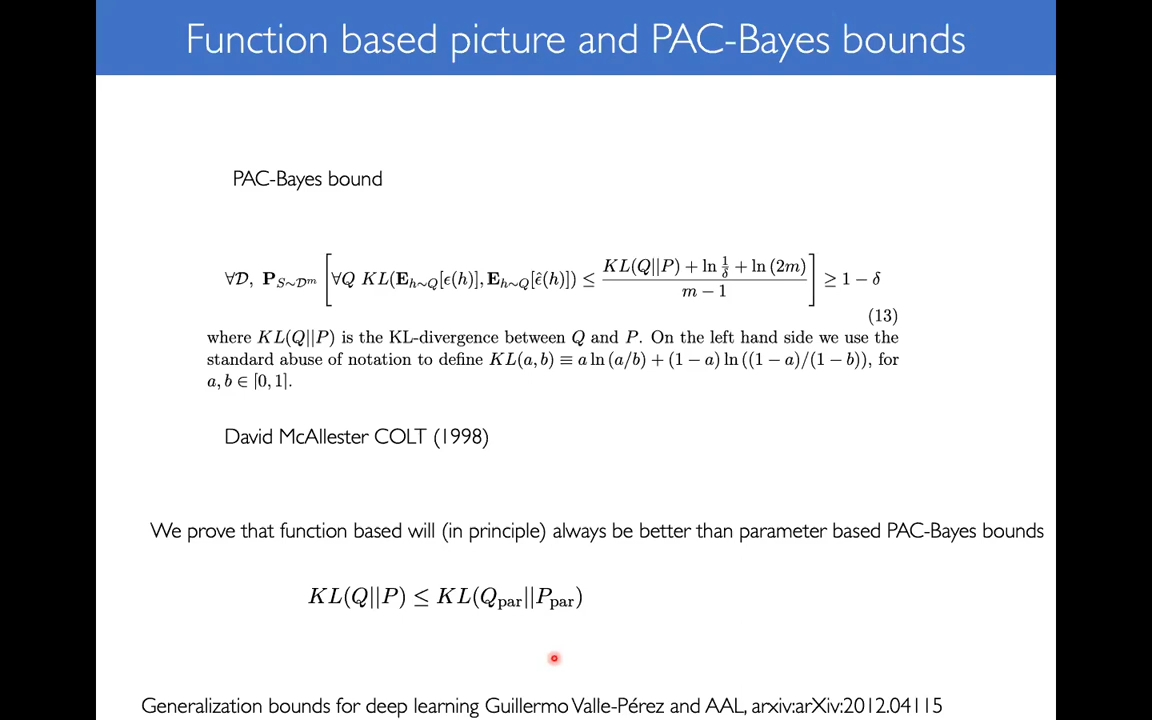 Function based picture and PAC-Bayes bounds
PAC-Bayes bound
∀𝒟, P_{S∼𝒟^m} [∀Q KL(E_{h∼Q}[ϵ(h)], E_{h∼Q}[ϵ̂(h)]) ≤ (KL(Q||P) + ln 1/δ + ln (2m)) / (m − 1)] ≥ 1 − δ
(13)
where KL(Q||P) is the KL-divergence between Q and P. On the left hand side we use the
standard abuse of notation to define KL(a, b) ≡ a ln (a/b) + (1 − a) ln ((1 − a)/(1 − b)), for
a, b ∈ [0, 1].
David McAllester COLT (1998)
We prove that function based will (in principle) always be better than parameter based PAC-Bayes bounds
KL(Q||P) ≤ KL(Q_par||P_par)
Generalization bounds for deep learning Guillermo Valle-Pérez and AAL, arxiv:arXiv:2012.04115